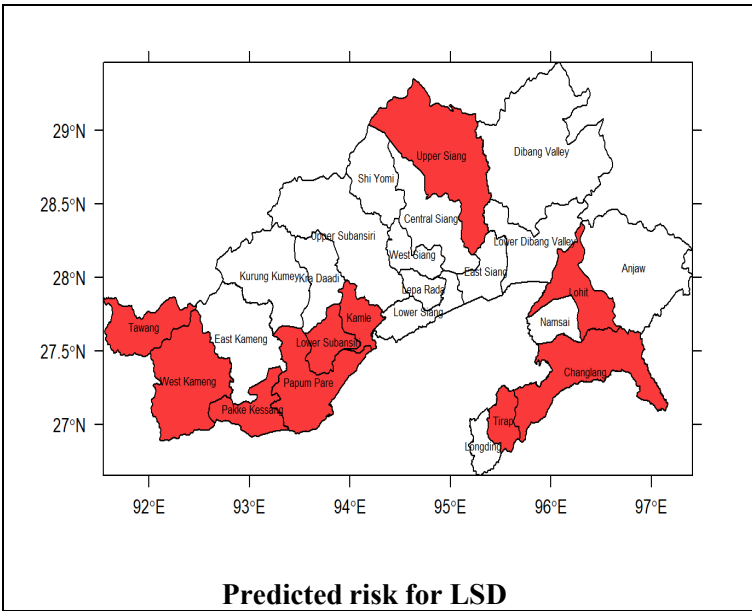 29°N
28.5°N
28°N
27.5°N
27°N
Upper Siang
Dibang Valley
Shi Yomi
Central Siang
Upper Subansiri
Lower Dibang Valley
West Siang
East Siang
Anjaw
Kurung Kumey
Kra Daadi
Lepa Rada
Lohit
Lower Siang
Kamle
Namsai
Tawang
East Kameng
Lower Subansiri
Changlang
West Kameng
Papum Pare
Pakke Kessang
Tirap
Longding
92°E
93°E
94°E
95°E
96°E
97°E
Predicted risk for LSD